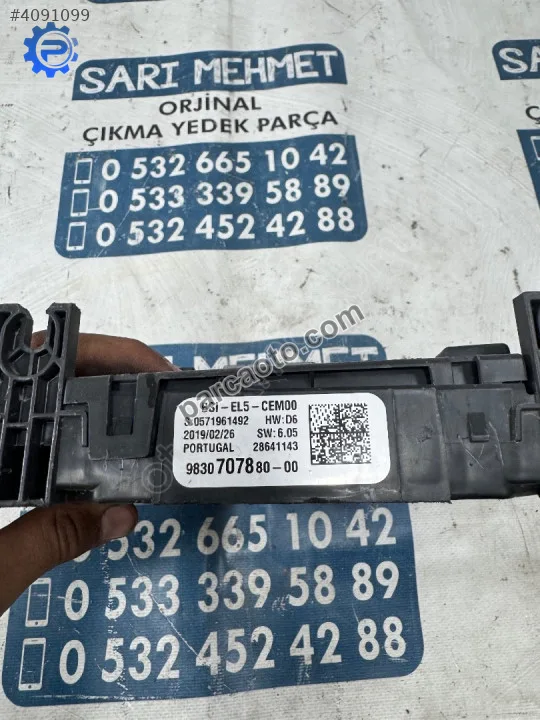 #4091099
SARI MEHMET
ORJİNAL
ÇIKMA YEDEK PARÇA
0 532 665 10 42
0 533 339 58 89
0 532 452 42 88
parcaoto.com
BSI-EL5-CEM00
S:0571961492 HW:D6
2019/02/26 SW:6.05
PORTUGAL 28641143
9830707880-00
0 532 665 10 42
0 533 339 58 89
0 532 452 42 88